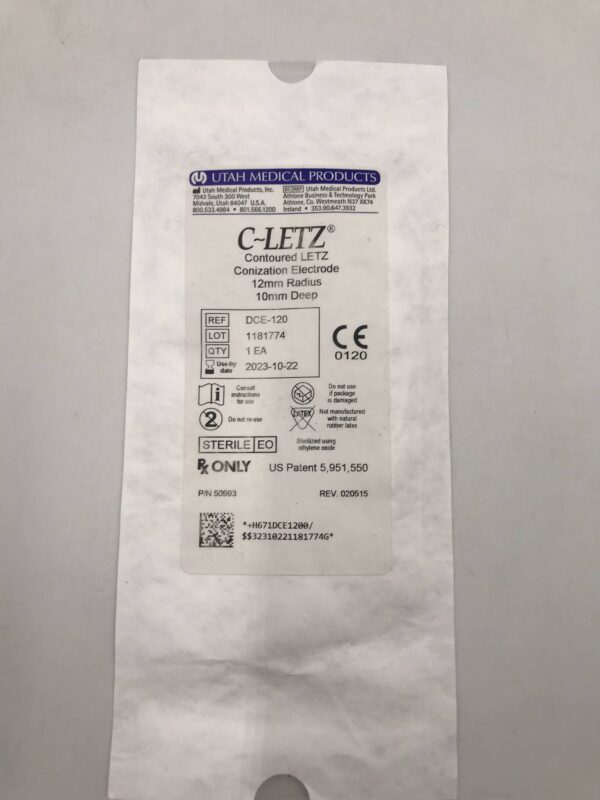 UTAH MEDICAL PRODUCTS
Utah Medical Products, Inc.
7043 South 300 West
Midvale, Utah 84047 U.S.A.
800.533.4984 • 801.566.1200
EC REP Utah Medical Products Ltd.
Athlone Business & Technology Park
Athlone, Co. Westmeath N37 XK74
Ireland • 353.90.647.3932
C~LETZ®
Contoured LETZ
Conization Electrode
12mm Radius
10mm Deep
REF DCE-120
LOT 1181774
QTY 1 EA
Use-by
date 2023-10-22
CE
0120
Consult
instructions
for use
Do not use
if package
is damaged
2 Do not re-use
LATEX Not manufactured
with natural
rubber latex
STERILE EO
Sterilized using
ethylene oxide
Rx ONLY US Patent 5,951,550
P/N 50993 REV. 020515
*+H671DCE1200/
$$32310221181774G*